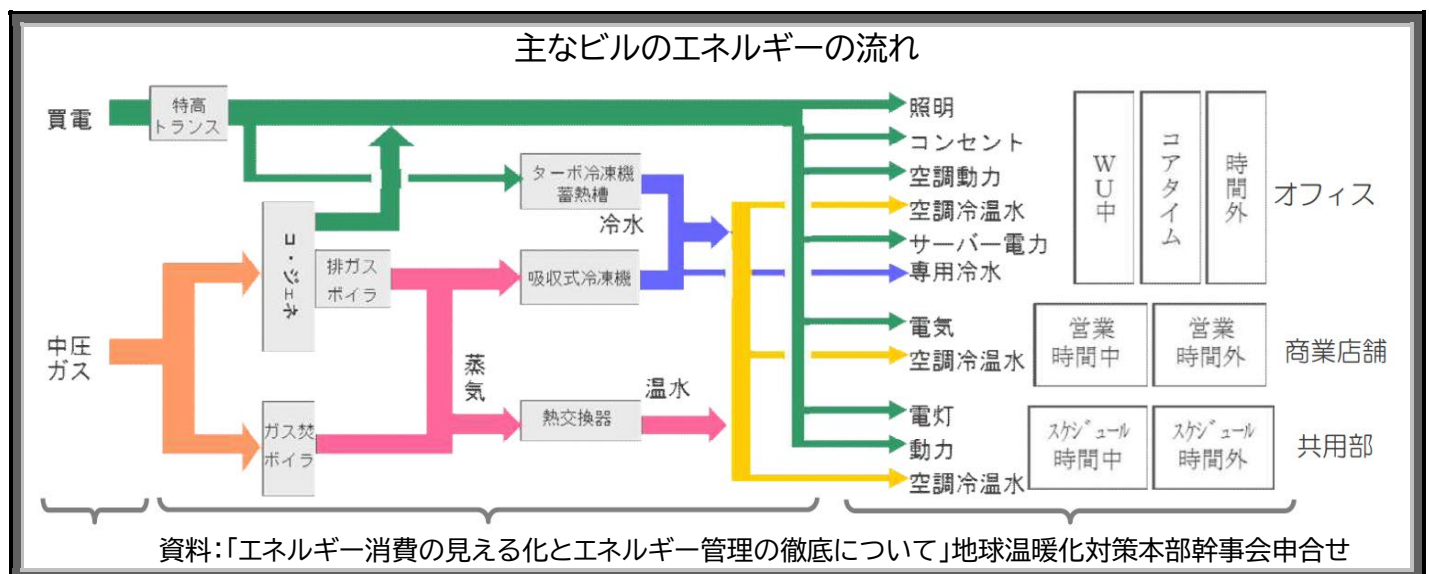 主なビルのエネルギーの流れ
買電
特高
トランス
ターボ冷凍機
蓄熱槽
冷水
コ・ジェネ
排ガス
ボイラ
吸収式冷凍機
中圧
ガス
蒸気
温水
ガス焚
ボイラ
熱交換器
照明
コンセント
空調動力
空調冷温水
サーバー電力
専用冷水
電気
空調冷温水
電灯
動力
空調冷温水
WU中
コアタイム
時間外
オフィス
営業
時間中
営業
時間外
商業店舗
スケジュール
時間中
スケジュール
時間外
共用部
資料:「エネルギー消費の見える化とエネルギー管理の徹底について」地球温暖化対策本部幹事会申合せ